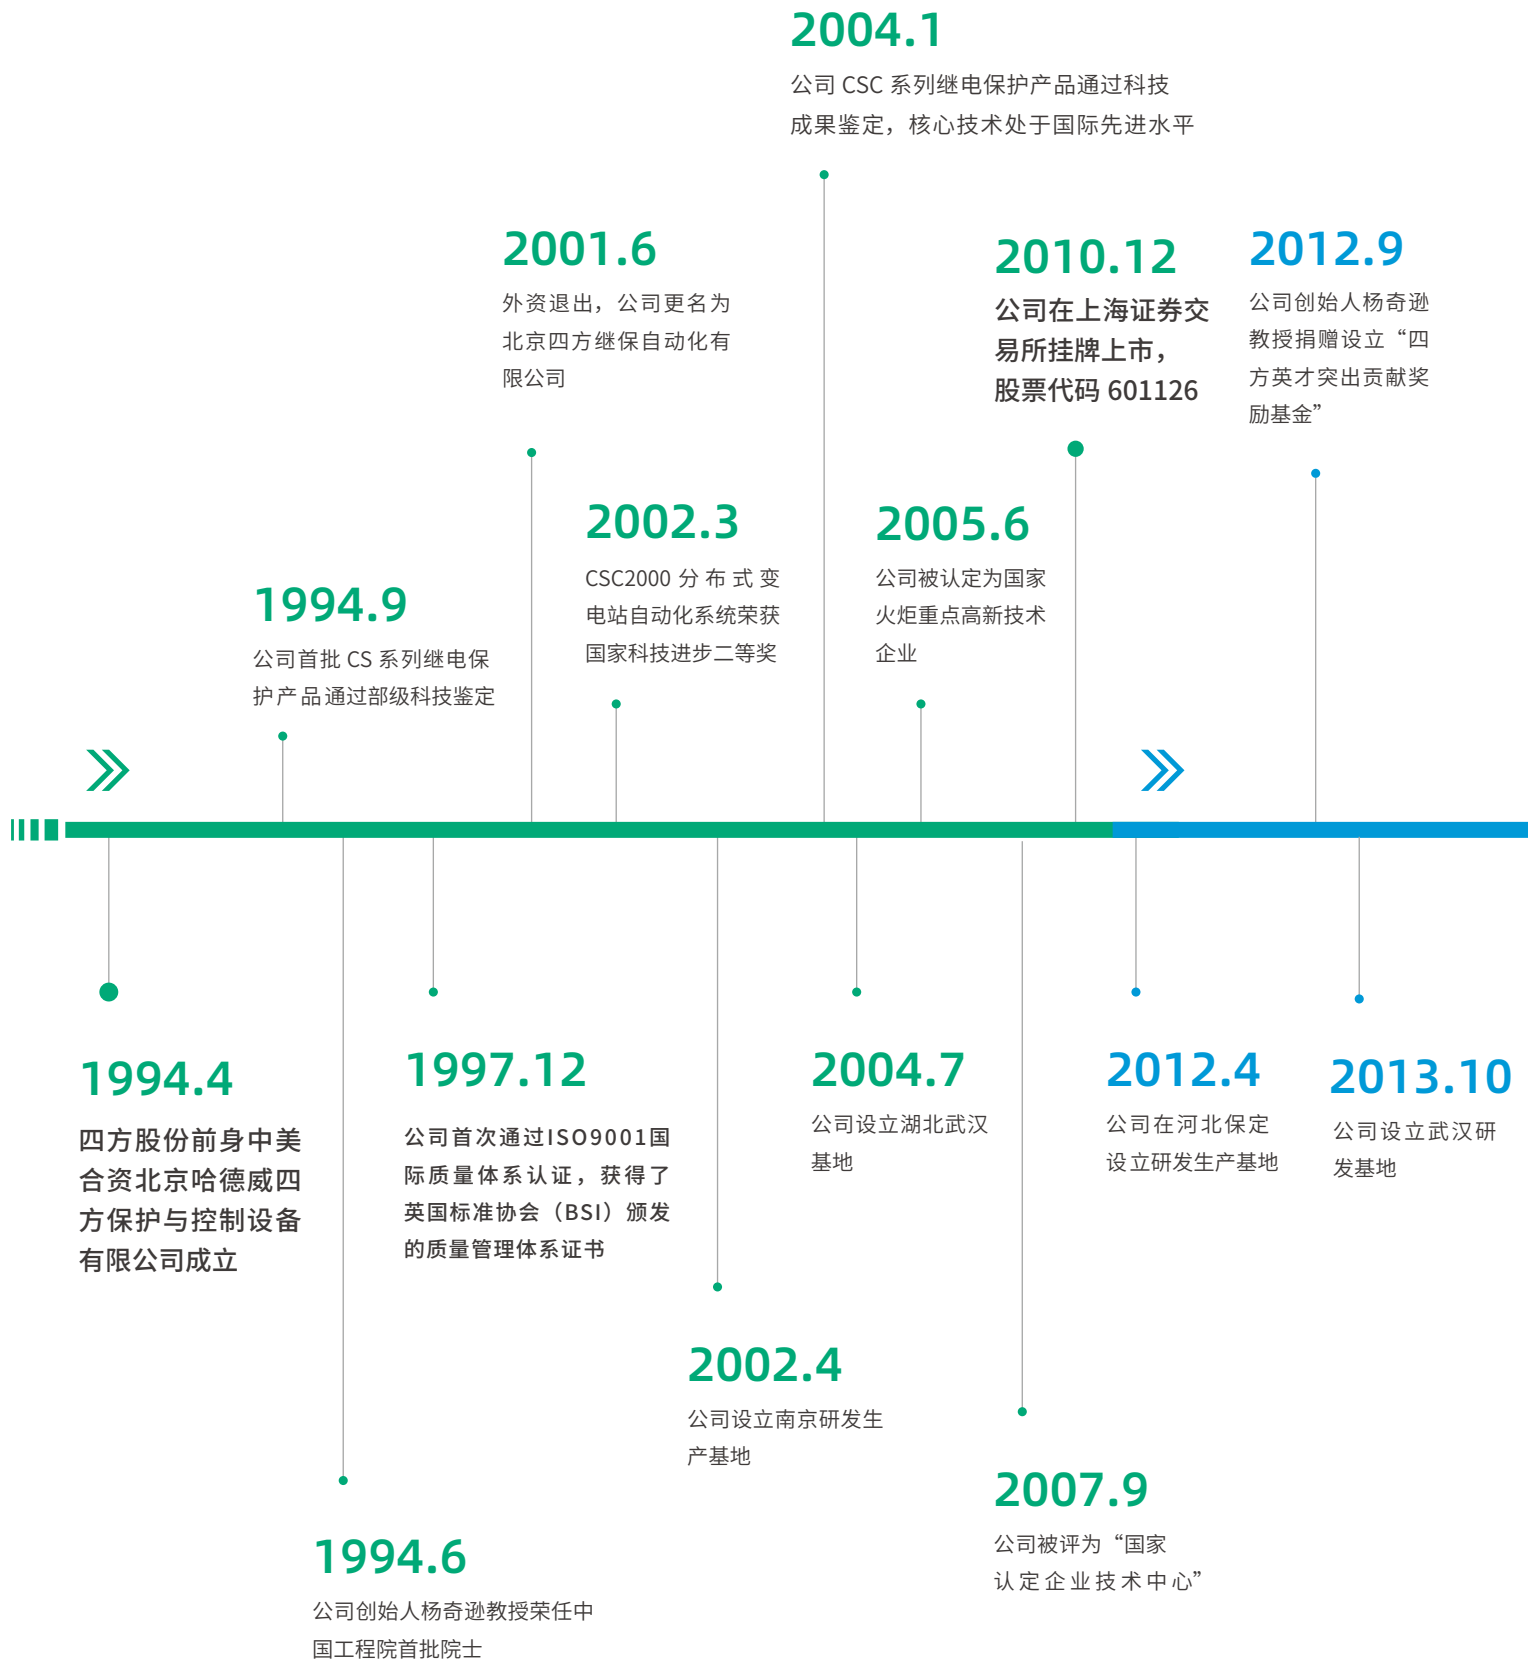 2004.1
公司 CSC 系列继电保护产品通过科技
成果鉴定，核心技术处于国际先进水平
2001.6
外资退出，公司更名为
北京四方继保自动化有
限公司
2010.12
公司在上海证券交
易所挂牌上市，
股票代码 601126
2012.9
公司创始人杨奇逊
教授捐赠设立“四
方英才突出贡献奖
励基金”
1994.9
公司首批 CS 系列继电保
护产品通过部级科技鉴定
2002.3
CSC2000 分布式变
电站自动化系统荣获
国家科技进步二等奖
2005.6
公司被认定为国家
火炬重点高新技术
企业
1994.4
四方股份前身中美
合资北京哈德威四
方保护与控制设备
有限公司成立
1997.12
公司首次通过ISO9001国
际质量体系认证，获得了
英国标准协会（BSI）颁发
的质量管理体系证书
2004.7
公司设立湖北武汉
基地
2012.4
公司在河北保定
设立研发生产基地
2013.10
公司设立武汉研
发基地
2002.4
公司设立南京研发生
产基地
2007.9
公司被评为“国家
认定企业技术中心”
1994.6
公司创始人杨奇逊教授荣任中
国工程院首批院士